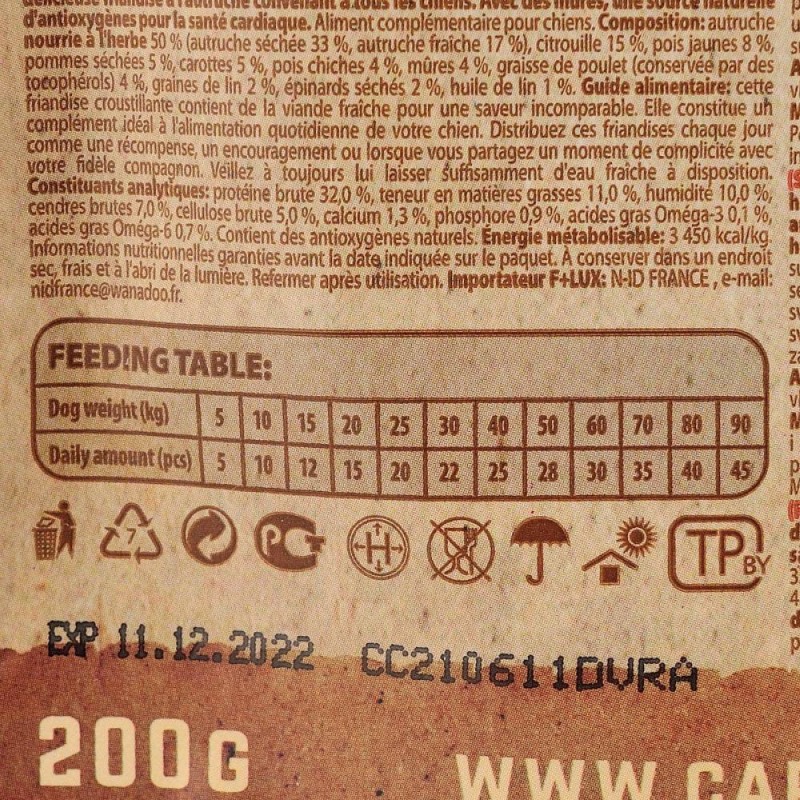 délicieuse friandise à l'autruche convenant à tous les chiens. Avec des mûres, une source naturelle
d'antioxygènes pour la santé cardiaque. Aliment complémentaire pour chiens. Composition: autruche
nourrie à l'herbe 50 % (autruche séchée 33 %, autruche fraîche 17 %), citrouille 15 %, pois jaunes 8 %,
pommes séchées 5 %, carottes 5 %, pois chiches 4 %, mûres 4 %, graisse de poulet (conservée par des
tocophérols) 4 %, graines de lin 2 %, épinards séchés 2 %, huile de lin 1 %. Guide alimentaire: cette
friandise croustillante contient de la viande fraîche pour une saveur incomparable. Elle constitue un
complément idéal à l'alimentation quotidienne de votre chien. Distribuez ces friandises chaque jour
comme une récompense, un encouragement ou lorsque vous partagez un moment de complicité avec
votre fidèle compagnon. Veillez à toujours lui laisser suffisamment d'eau fraîche à disposition.
Constituants analytiques: protéine brute 32,0 %, teneur en matières grasses 11,0 %, humidité 10,0 %,
cendres brutes 7,0 %, cellulose brute 5,0 %, calcium 1,3 %, phosphore 0,9 %, acides gras Oméga-3 0,1 %,
acides gras Oméga-6 0,7 %. Contient des antioxygènes naturels. Énergie métabolisable: 3 450 kcal/kg.
Informations nutritionnelles garanties avant la date indiquée sur le paquet. À conserver dans un endroit
sec, frais et à l'abri de la lumière. Refermer après utilisation. Importateur F+LUX: N-ID FRANCE , e-mail:
nidfrance@wanadoo.fr.
FEEDING TABLE:
Dog weight (kg) 5 10 15 20 25 30 40 50 60 70 80 90
Daily amount (pcs) 5 10 12 15 20 22 25 28 30 35 40 45
7 PCT H TP BY
EXP 11.12.2022 CC210611DVRA
200G WWW.CAR